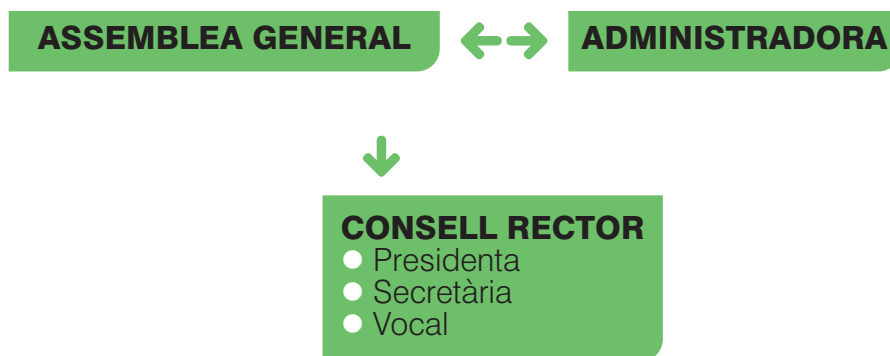 ASSEMBLEA GENERAL
ADMINISTRADORA
CONSELL RECTOR
Presidenta
Secretària
Vocal